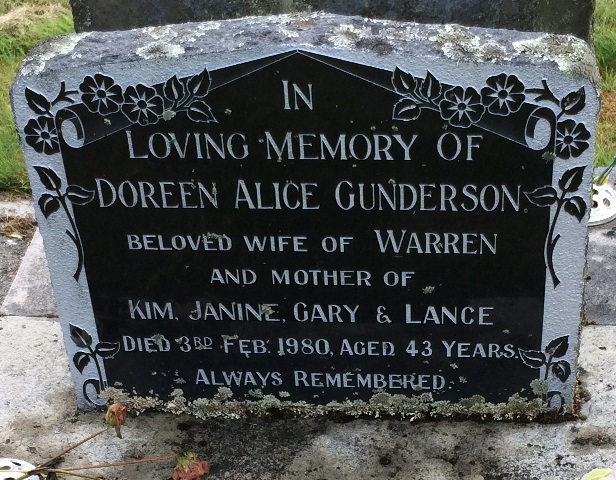 IN
LOVING MEMORY OF
DOREEN ALICE GUNDERSON
BELOVED WIFE OF WARREN
AND MOTHER OF
KIM, JANINE, GARY & LANCE
DIED 3RD FEB. 1980, AGED 43 YEARS.
ALWAYS REMEMBERED.